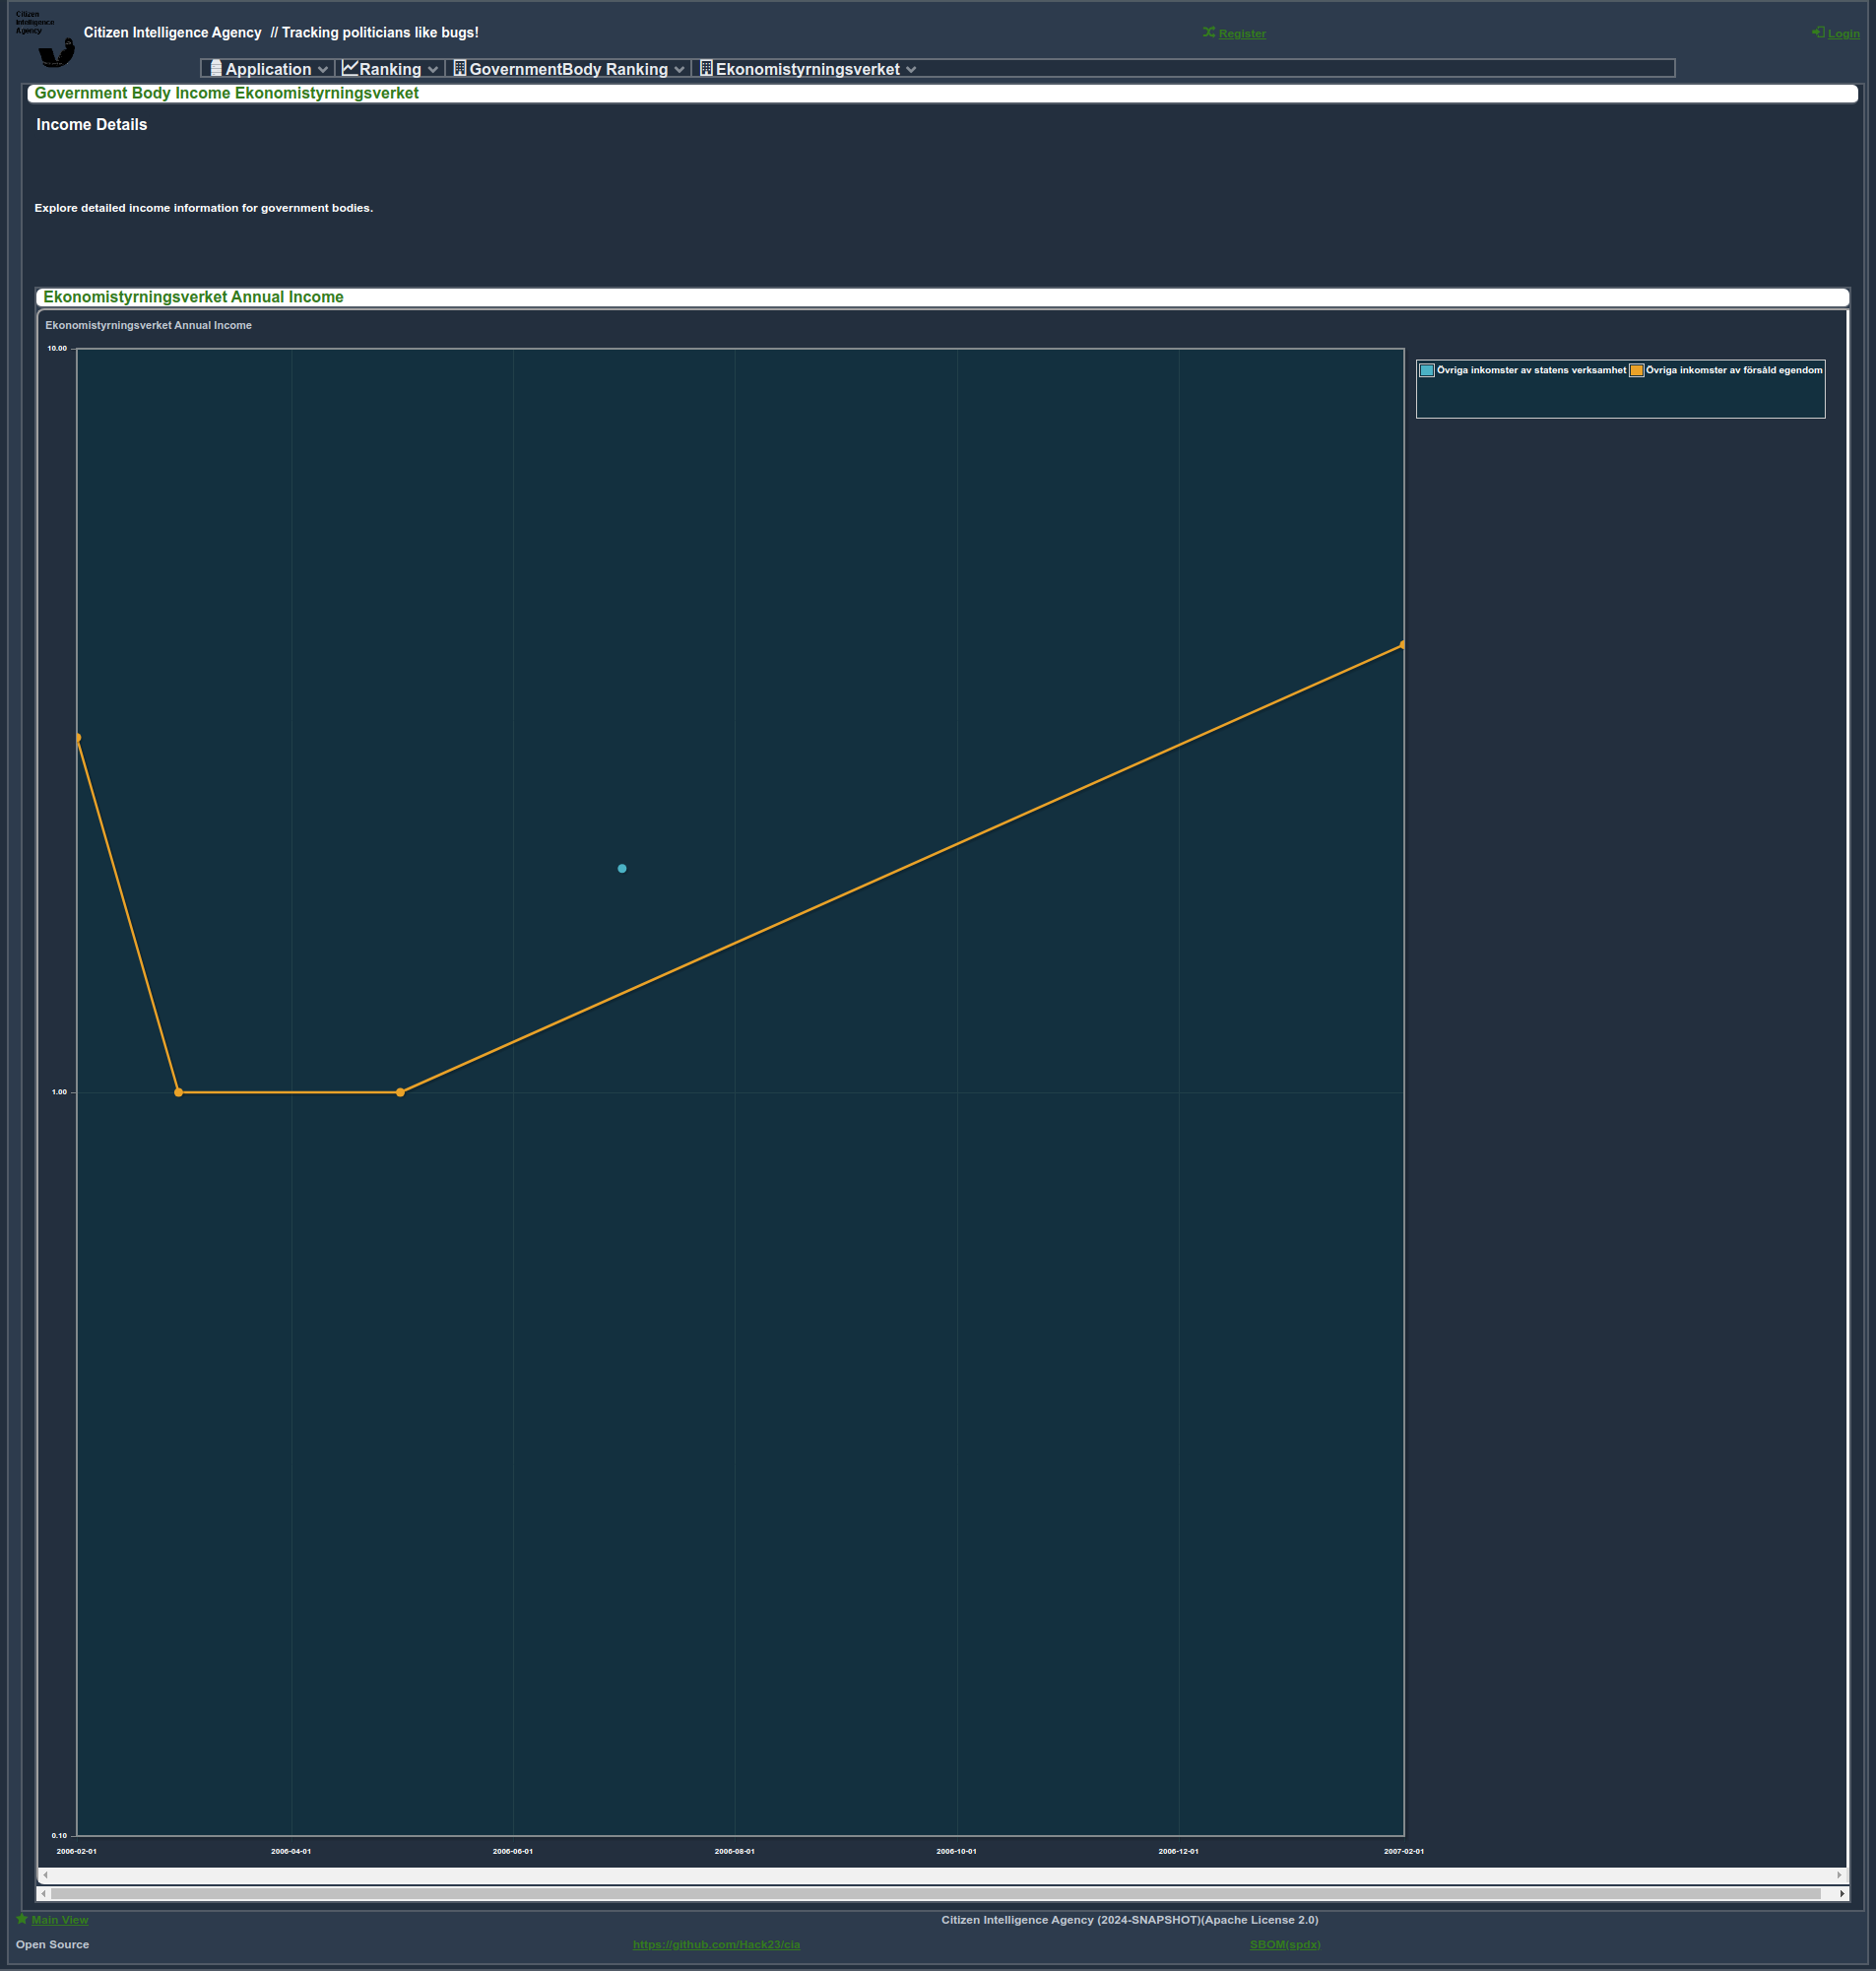 Citizen
Intelligence
Agency
Citizen Intelligence Agency // Tracking politicians like bugs!
Register
Login
Application
Ranking
GovernmentBody Ranking
Ekonomistyrningsverket
Government Body Income Ekonomistyrningsverket
Income Details
Explore detailed income information for government bodies.
Ekonomistyrningsverket Annual Income
Ekonomistyrningsverket Annual Income
10.00
Övriga inkomster av statens verksamhet
Övriga inkomster av försåld egendom
1.00
0.10
2006-02-01 2006-04-01 2006-06-01 2006-08-01 2006-10-01 2006-12-01 2007-02-01
Main View
Citizen Intelligence Agency (2024-SNAPSHOT)(Apache License 2.0)
Open Source
https://github.com/Hack23/cia
SBOM(spdx)